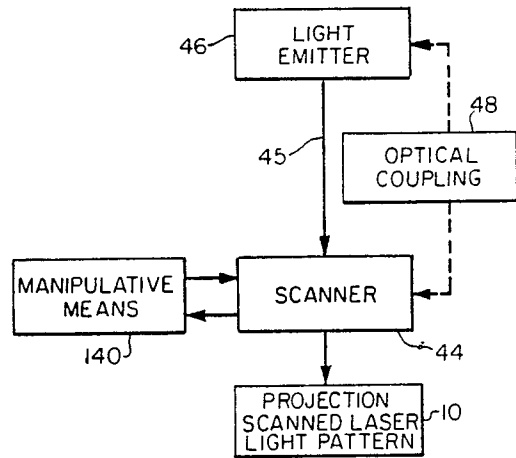 46
LIGHT
EMITTER
48
45
OPTICAL
COUPLING
MANIPULATIVE
MEANS
SCANNER
140
44
PROJECTION
SCANNED LASER
LIGHT PATTERN
10